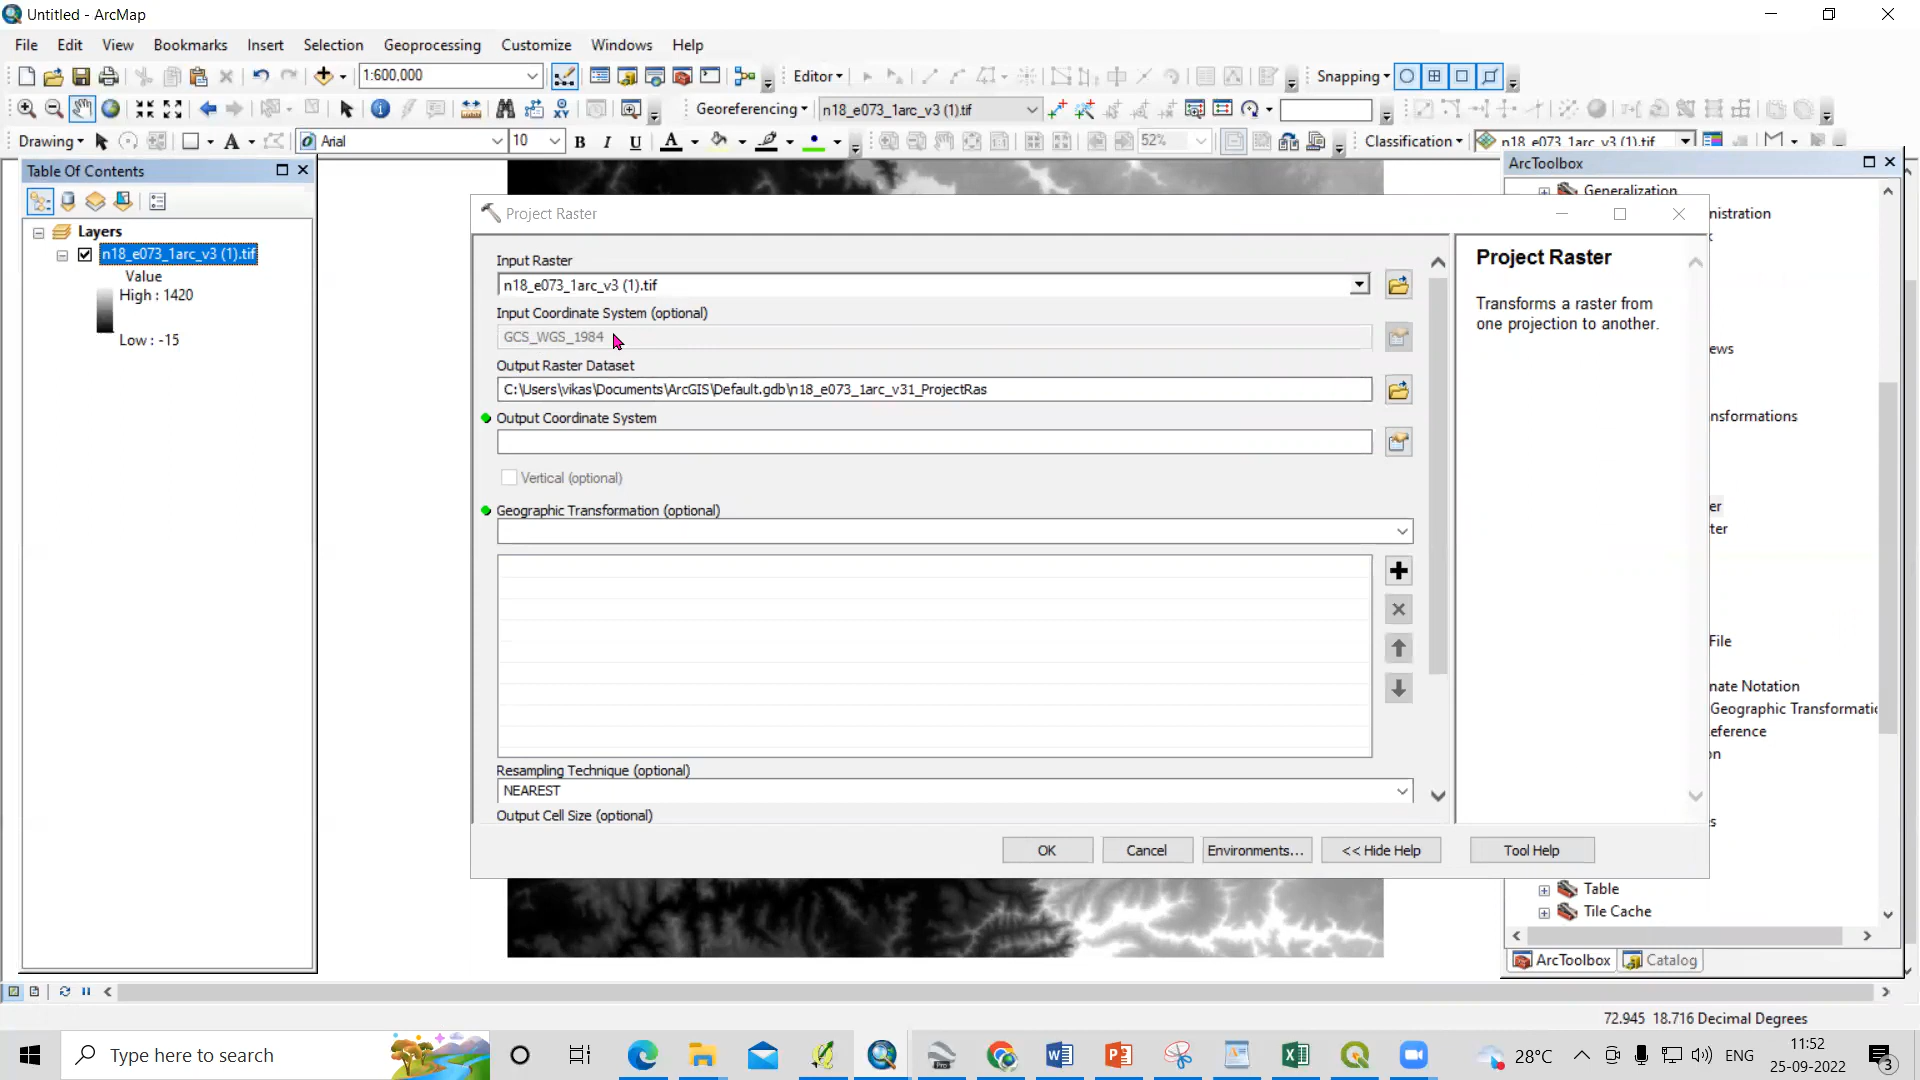 Untitled - ArcMap
File Edit View Bookmarks Insert Selection Geoprocessing Customize Windows Help
1:600,000 Editor Snapping
Georeferencing n18_e073_1arc_v3 (1).tif
Drawing A Arial 10 B I U A 52% Classification n18_e073_1arc_v3 (1).tif
Table Of Contents
Layers
n18_e073_1arc_v3 (1).tif
Value
High : 1420
Low : -15
Project Raster
Input Raster
n18_e073_1arc_v3 (1).tif
Input Coordinate System (optional)
GCS_WGS_1984
Output Raster Dataset
C:\Users\vikas\Documents\ArcGIS\Default.gdb\n18_e073_1arc_v31_ProjectRas
Output Coordinate System
Vertical (optional)
Geographic Transformation (optional)
Resampling Technique (optional)
NEAREST
Output Cell Size (optional)
OK Cancel Environments... << Hide Help Tool Help
Project Raster
Transforms a raster from
one projection to another.
ArcToolbox
Generalization
nistration
ews
nsformations
er
ter
File
nate Notation
Geographic Transformatic
eference
on
s
Table
Tile Cache
ArcToolbox Catalog
72.945 18.716 Decimal Degrees
Type here to search
28°C ENG
11:52
25-09-2022
3